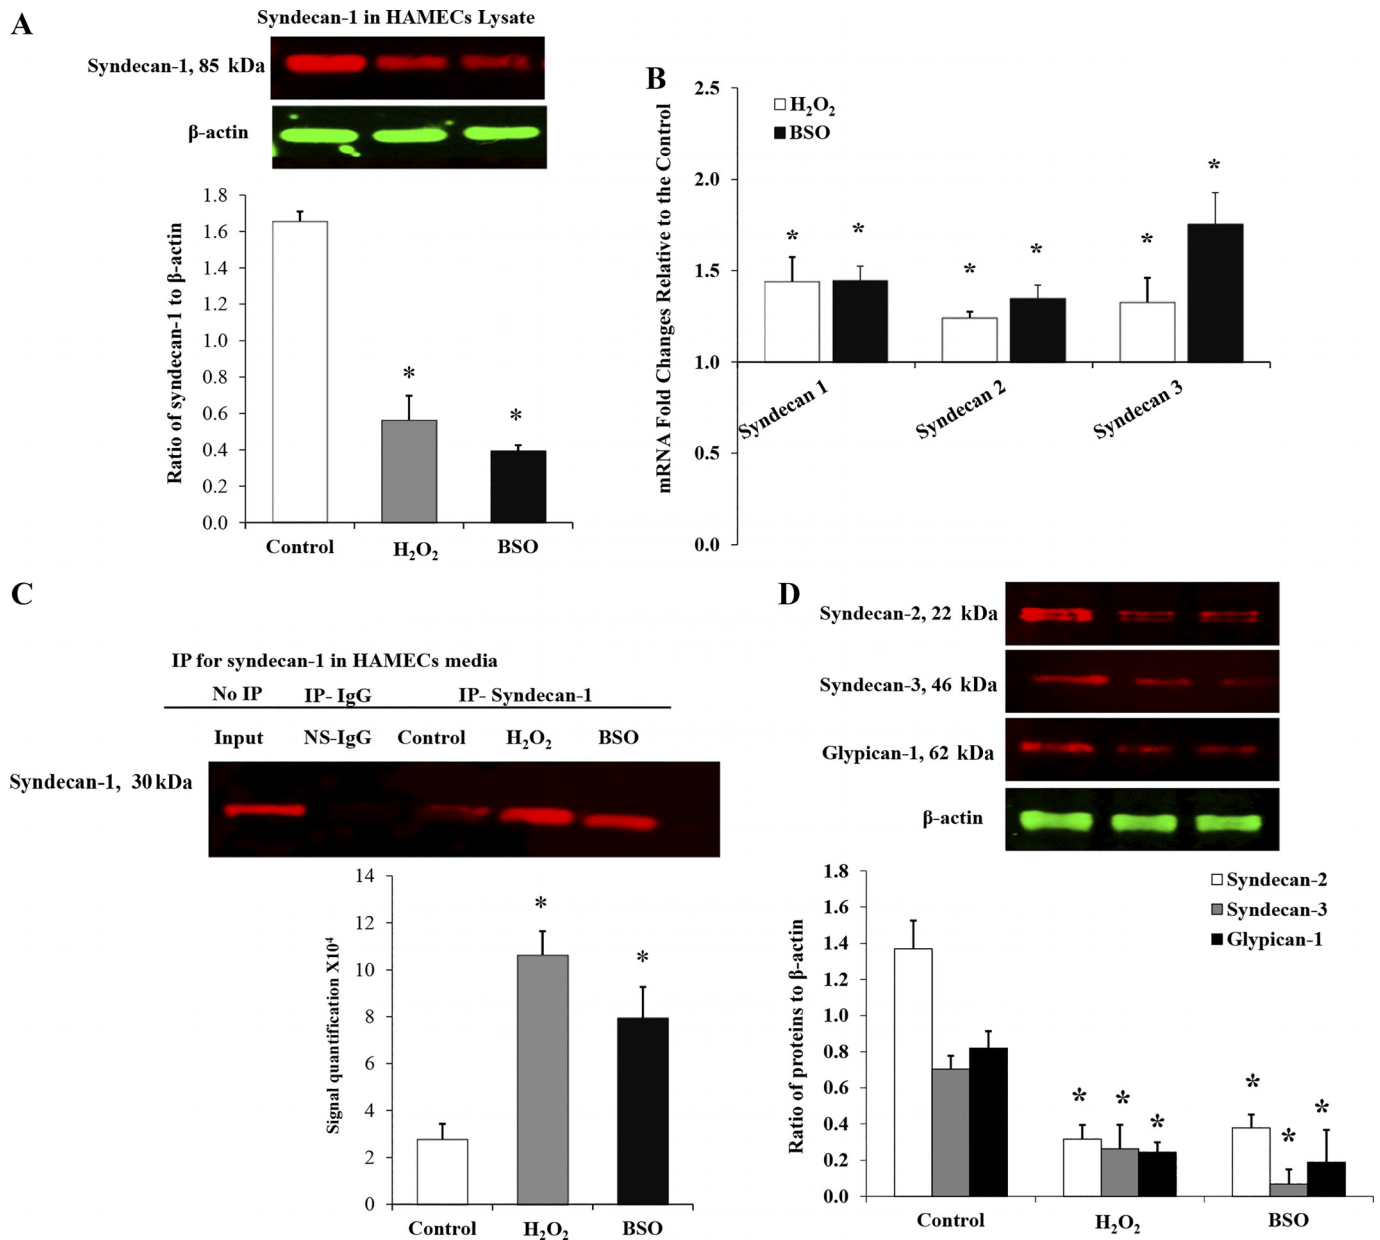 A
Syndecan-1 in HAMECs Lysate
Syndecan-1, 85 kDa
β-actin
Ratio of syndecan-1 to β-actin
1.8
1.6
1.4
1.2
1.0
0.8
0.6
0.4
0.2
0.0
*
*
Control
H₂O₂
BSO
B
mRNA Fold Changes Relative to the Control
2.5
2.0
1.5
1.0
0.5
0.0
H₂O₂
BSO
*
*
*
*
*
*
Syndecan 1
Syndecan 2
Syndecan 3
C
IP for syndecan-1 in HAMECs media
No IP IP- IgG IP- Syndecan-1
Input NS-IgG Control H₂O₂ BSO
Syndecan-1, 30 kDa
Signal quantification X10⁴
14
12
10
8
6
4
2
0
*
*
Control
H₂O₂
BSO
D
Syndecan-2, 22 kDa
Syndecan-3, 46 kDa
Glypican-1, 62 kDa
β-actin
Ratio of proteins to β-actin
1.8
1.6
1.4
1.2
1.0
0.8
0.6
0.4
0.2
0.0
Syndecan-2
Syndecan-3
Glypican-1
*
*
*
*
*
*
Control
H₂O₂
BSO